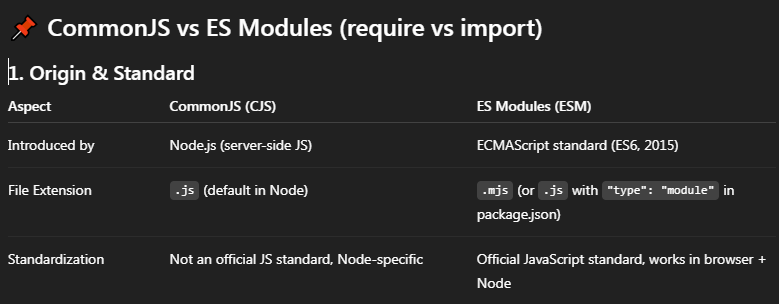 📌 CommonJS vs ES Modules (require vs import)
1. Origin & Standard
Aspect CommonJS (CJS) ES Modules (ESM)
Introduced by Node.js (server-side JS) ECMAScript standard (ES6, 2015)
File Extension .js (default in Node) .mjs (or .js with "type": "module" in
package.json)
Standardization Not an official JS standard, Node-specific Official JavaScript standard, works in browser +
Node